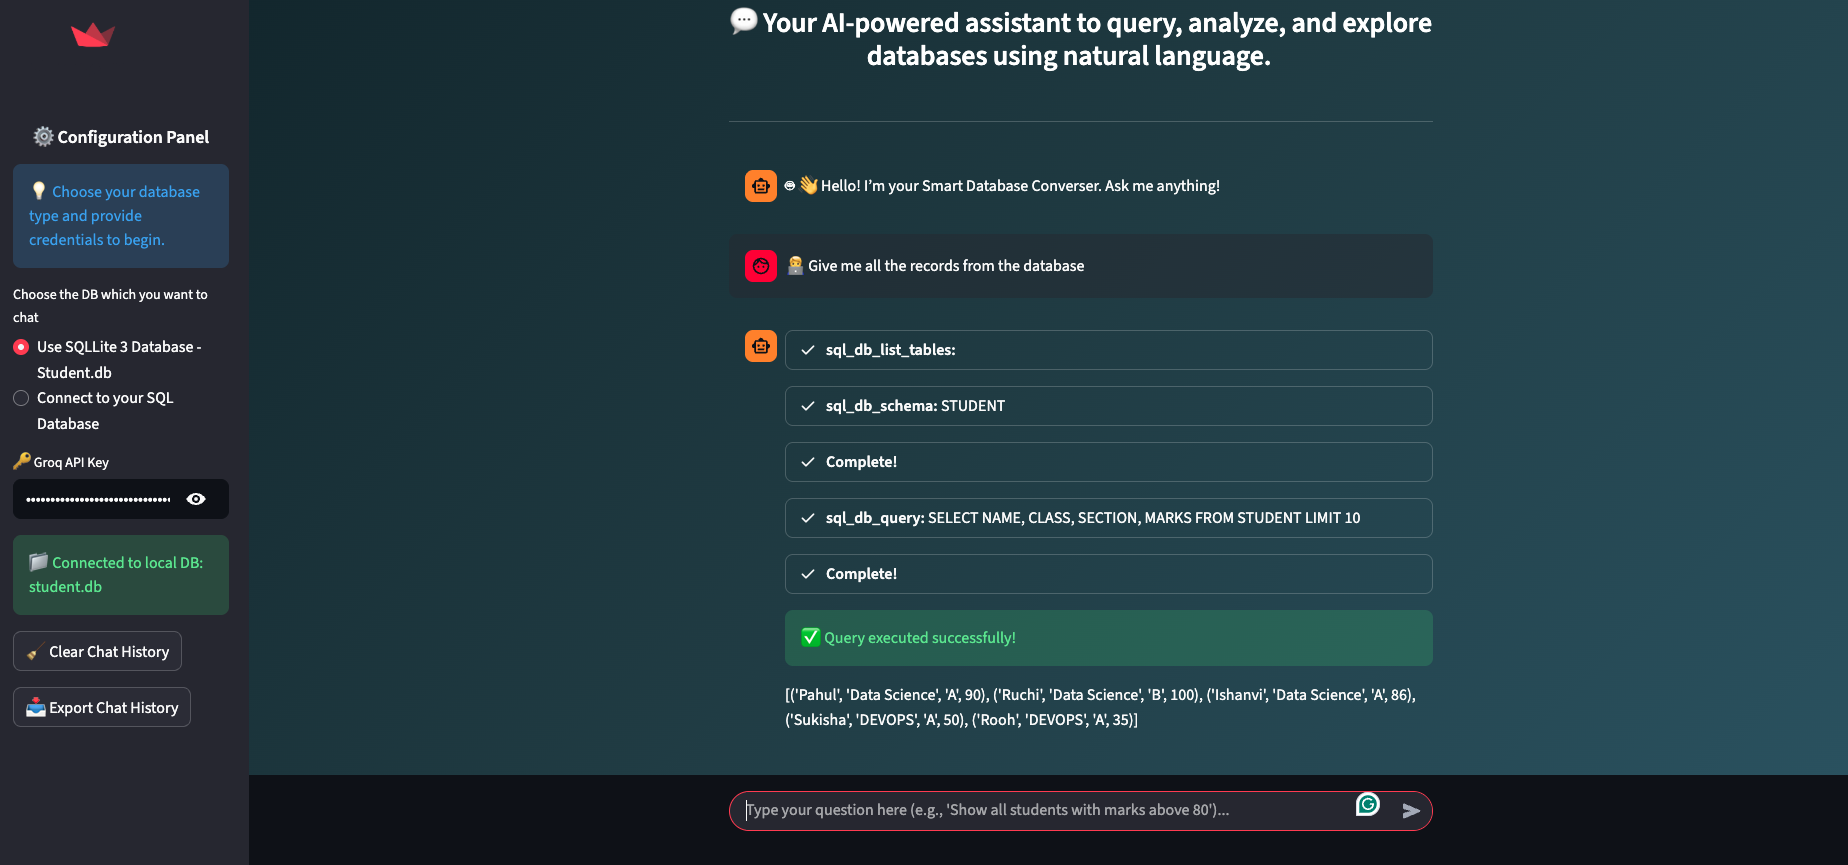 Configuration Panel
Choose your database
type and provide
credentials to begin.
Choose the DB which you want to
chat
Use SQLLite 3 Database -
Student.db
Connect to your SQL
Database
Groq API Key
Connected to local DB:
student.db
Clear Chat History
Export Chat History
Your AI-powered assistant to query, analyze, and explore
databases using natural language.
Hello! I'm your Smart Database Converser. Ask me anything!
Give me all the records from the database
sql_db_list_tables:
sql_db_schema: STUDENT
Complete!
sql_db_query: SELECT NAME, CLASS, SECTION, MARKS FROM STUDENT LIMIT 10
Complete!
Query executed successfully!
[('Pahul', 'Data Science', 'A', 90), ('Ruchi', 'Data Science', 'B', 100), ('Ishanvi', 'Data Science', 'A', 86),
('Sukisha', 'DEVOPS', 'A', 50), ('Rooh', 'DEVOPS', 'A', 35)]
Type your question here (e.g., 'Show all students with marks above 80')...